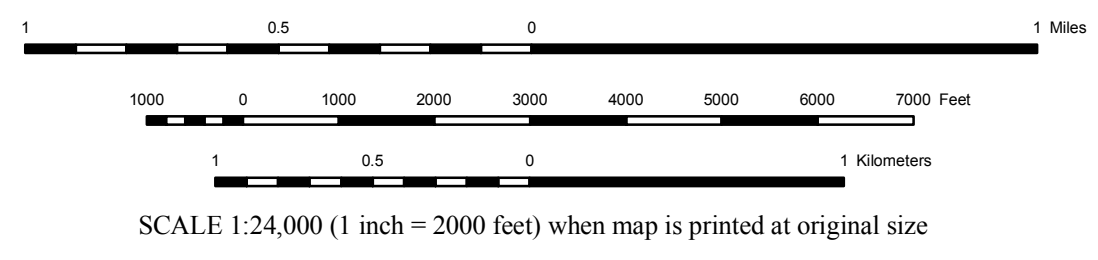 1 0.5 0 1 Miles
1000 0 1000 2000 3000 4000 5000 6000 7000 Feet
1 0.5 0 1 Kilometers
SCALE 1:24,000 (1 inch = 2000 feet) when map is printed at original size